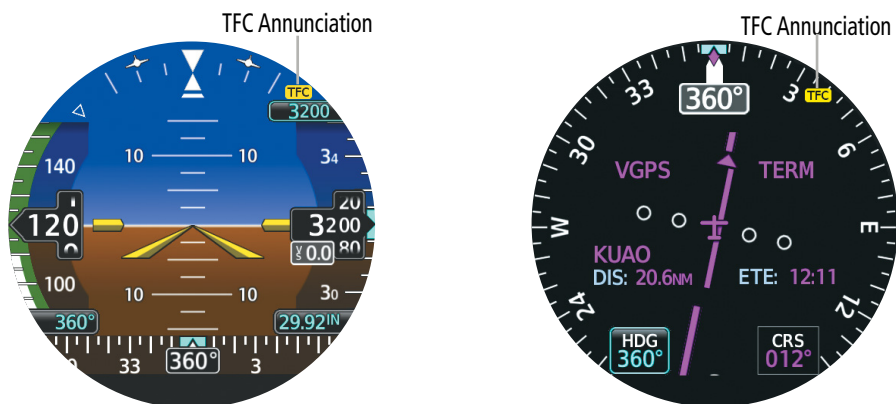 TFC Annunciation
TFC
3200
140
10
10
34
120
3200
20
80
VS 0.0
100
10
10
30
360°
29.92IN
33
360°
3
TFC Annunciation
33
360°
3
TFC
30
6
VGPS
TERM
W
E
KUAO
DIS: 20.6NM
ETE: 12:11
24
12
HDG
360°
CRS
012°